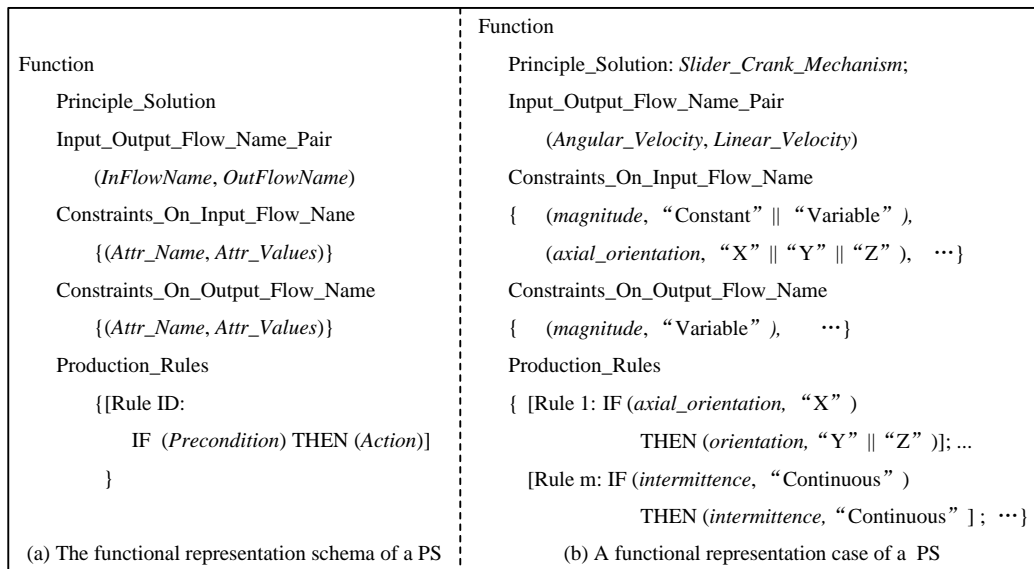 Function
Principle_Solution
Input_Output_Flow_Name_Pair
(InFlowName, OutFlowName)
Constraints_On_Input_Flow_Nane
{(Attr_Name, Attr_Values)}
Constraints_On_Output_Flow_Name
{(Attr_Name, Attr_Values)}
Production_Rules
{[Rule ID:
IF (Precondition) THEN (Action)]
}
(a) The functional representation schema of a PS
Function
Principle_Solution: Slider_Crank_Mechanism;
Input_Output_Flow_Name_Pair
(Angular_Velocity, Linear_Velocity)
Constraints_On_Input_Flow_Name
{ (magnitude, “Constant” || “Variable” ),
(axial_orientation, “X” || “Y” || “Z” ), ⋯}
Constraints_On_Output_Flow_Name
{ (magnitude, “Variable” ), ⋯}
Production_Rules
{ [Rule 1: IF (axial_orientation, “X” )
THEN (orientation, “Y” || “Z” )]; ...
[Rule m: IF (intermittence, “Continuous” )
THEN (intermittence, “Continuous” ] ; ⋯}
(b) A functional representation case of a PS